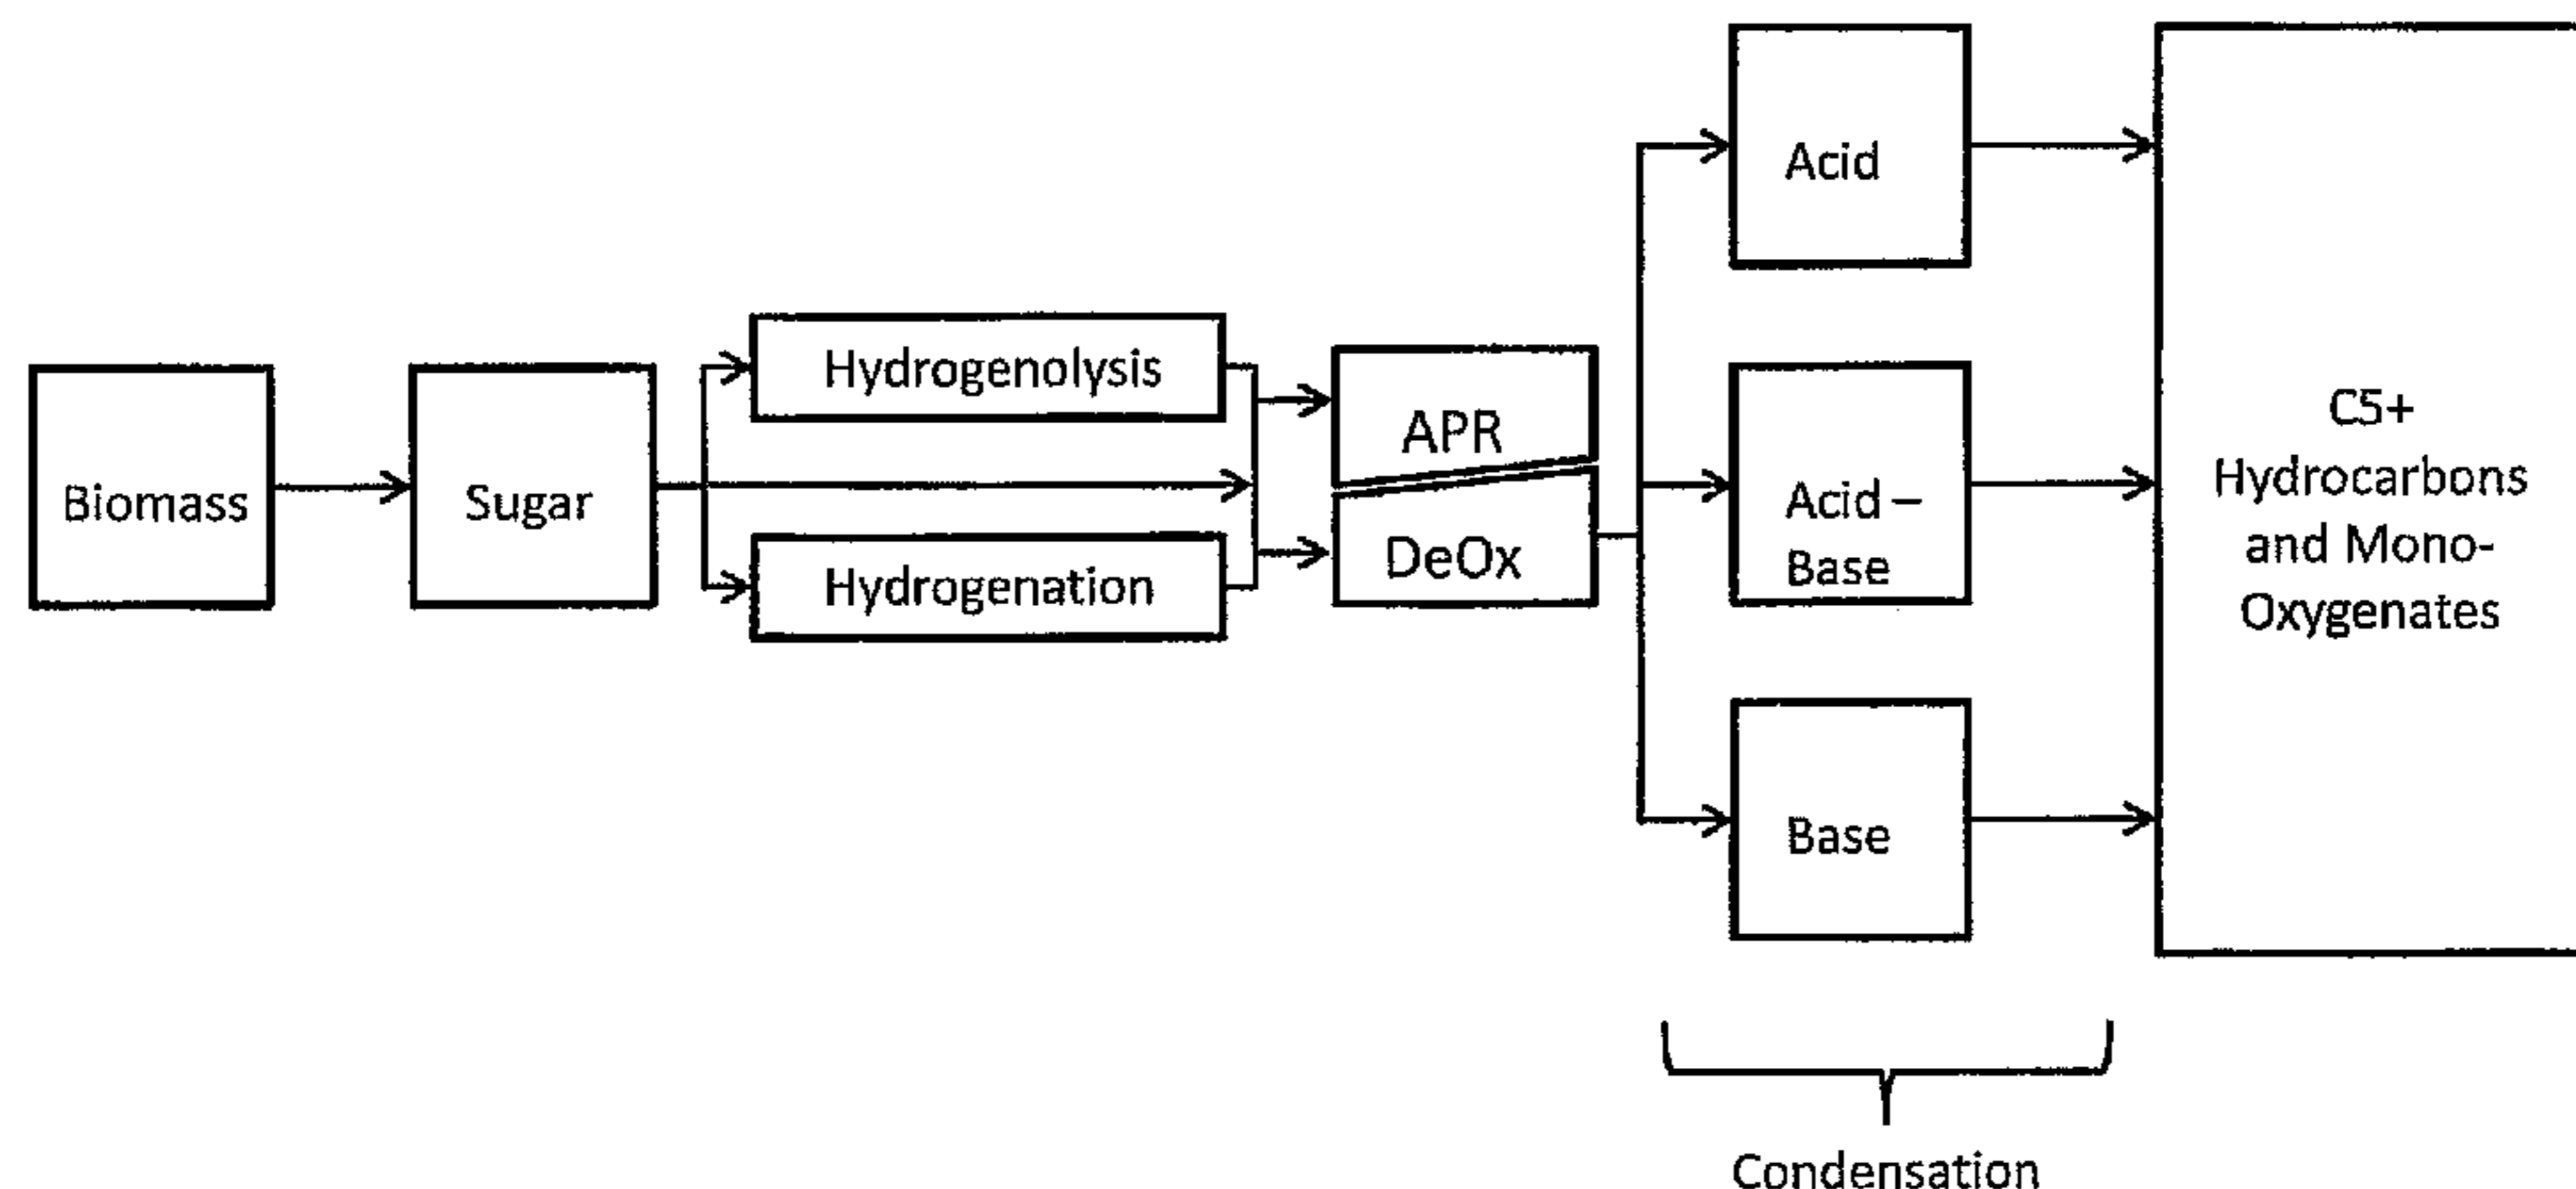 Biomass
Sugar
Hydrogenolysis
Hydrogenation
APR
DeOx
Acid
Acid –
Base
Base
C5+
Hydrocarbons
and Mono-
Oxygenates
Condensation